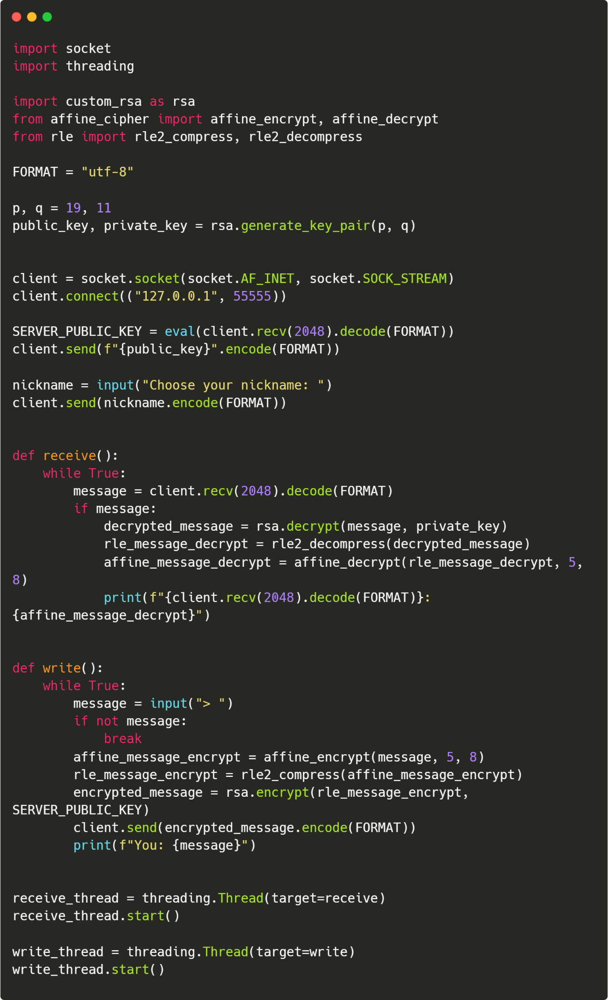 import socket
import threading

import custom_rsa as rsa
from affine_cipher import affine_encrypt, affine_decrypt
from rle import rle2_compress, rle2_decompress

FORMAT = "utf-8"

p, q = 19, 11
public_key, private_key = rsa.generate_key_pair(p, q)


client = socket.socket(socket.AF_INET, socket.SOCK_STREAM)
client.connect(("127.0.0.1", 55555))

SERVER_PUBLIC_KEY = eval(client.recv(2048).decode(FORMAT))
client.send(f"{public_key}".encode(FORMAT))

nickname = input("Choose your nickname: ")
client.send(nickname.encode(FORMAT))


def receive():
    while True:
        message = client.recv(2048).decode(FORMAT)
        if message:
            decrypted_message = rsa.decrypt(message, private_key)
            rle_message_decrypt = rle2_decompress(decrypted_message)
            affine_message_decrypt = affine_decrypt(rle_message_decrypt, 5,
8)
            print(f"{client.recv(2048).decode(FORMAT)}:
{affine_message_decrypt}")


def write():
    while True:
        message = input("> ")
        if not message:
            break
        affine_message_encrypt = affine_encrypt(message, 5, 8)
        rle_message_encrypt = rle2_compress(affine_message_encrypt)
        encrypted_message = rsa.encrypt(rle_message_encrypt,
SERVER_PUBLIC_KEY)
        client.send(encrypted_message.encode(FORMAT))
        print(f"You: {message}")


receive_thread = threading.Thread(target=receive)
receive_thread.start()

write_thread = threading.Thread(target=write)
write_thread.start()